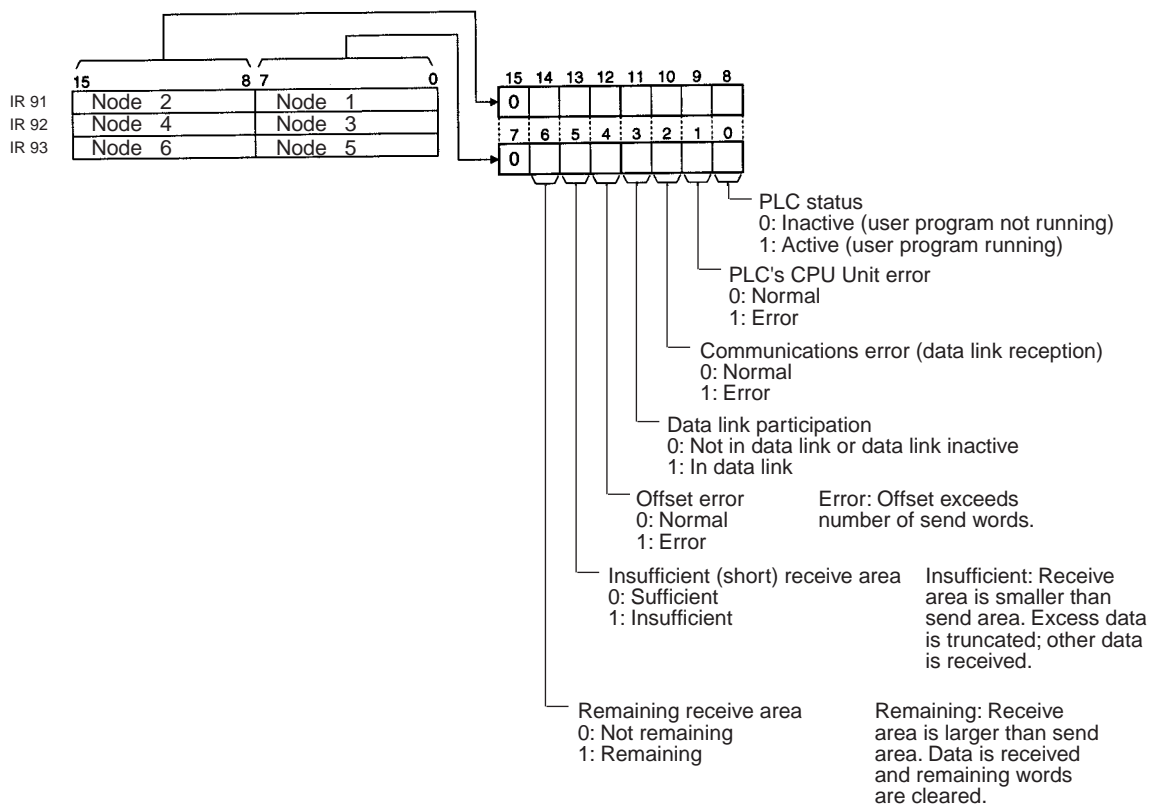 15 8 7 0
IR 91 Node 2 Node 1
IR 92 Node 4 Node 3
IR 93 Node 6 Node 5
15 14 13 12 11 10 9 8
0
7 6 5 4 3 2 1 0
0
PLC status
0: Inactive (user program not running)
1: Active (user program running)
PLC's CPU Unit error
0: Normal
1: Error
Communications error (data link reception)
0: Normal
1: Error
Data link participation
0: Not in data link or data link inactive
1: In data link
Offset error
0: Normal
1: Error
Error: Offset exceeds
number of send words.
Insufficient (short) receive area
0: Sufficient
1: Insufficient
Insufficient: Receive
area is smaller than
send area. Excess data
is truncated; other data
is received.
Remaining receive area
0: Not remaining
1: Remaining
Remaining: Receive
area is larger than send
area. Data is received
and remaining words
are cleared.